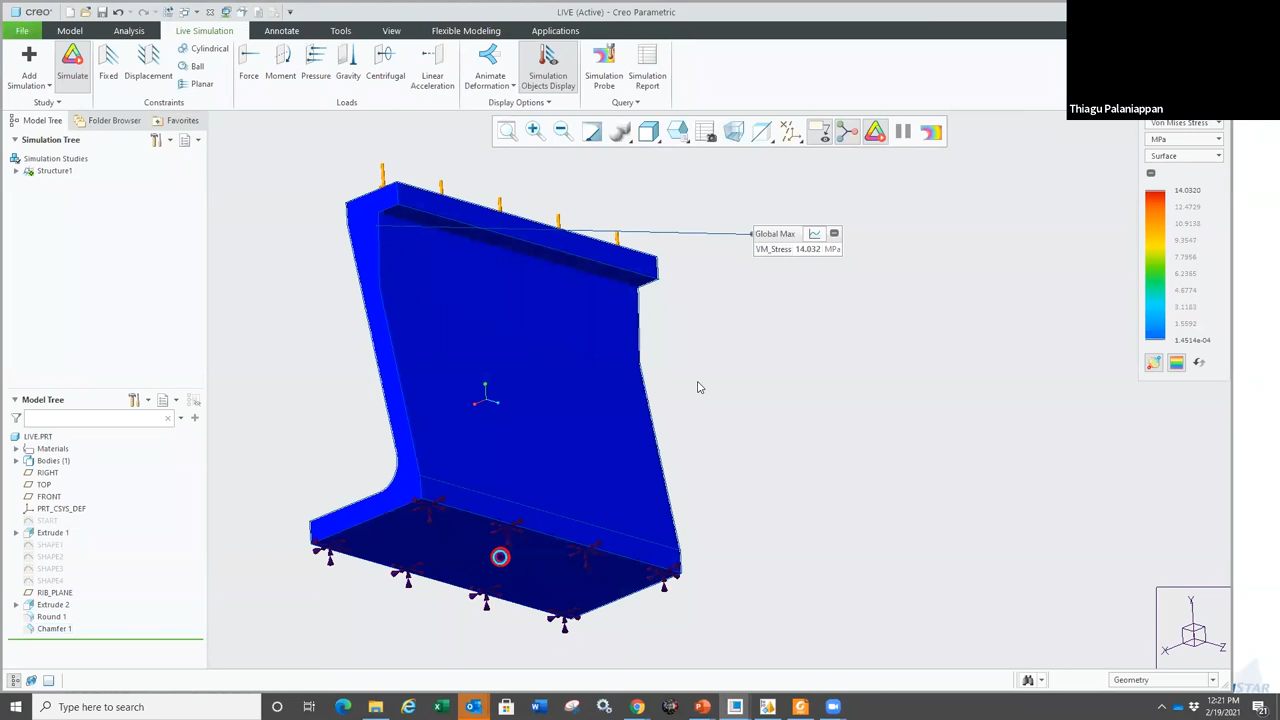 creo
LIVE (Active) - Creo Parametric
File Model Analysis Live Simulation Annotate Tools View Flexible Modeling Applications
Add Simulation
Simulate
Fixed
Displacement
Cylindrical
Ball
Planar
Force
Moment
Pressure
Gravity
Centrifugal
Linear Acceleration
Animate Deformation
Simulation Objects Display
Simulation Probe
Simulation Report
Study Constraints Loads Display Options Query
Thiagu Palaniappan
Model Tree Folder Browser Favorites
Simulation Tree
Simulation Studies
Structure1
Von Mises Stress
MPa
Surface
14.0320
12.4729
10.9138
9.3547
7.7956
6.2365
4.6774
3.1183
1.5592
1.4514e-04
Global Max
VM_Stress 14.032 MPa
Model Tree
LIVE.PRT
Materials
Bodies (1)
RIGHT
TOP
FRONT
PRT_CSYS_DEF
START
Extrude 1
SHAPE1
SHAPE2
SHAPE3
SHAPE4
RIB_PLANE
Extrude 2
Round 1
Chamfer 1
Y
X
Z
Geometry
Type here to search
12:21 PM
2/19/2021
21